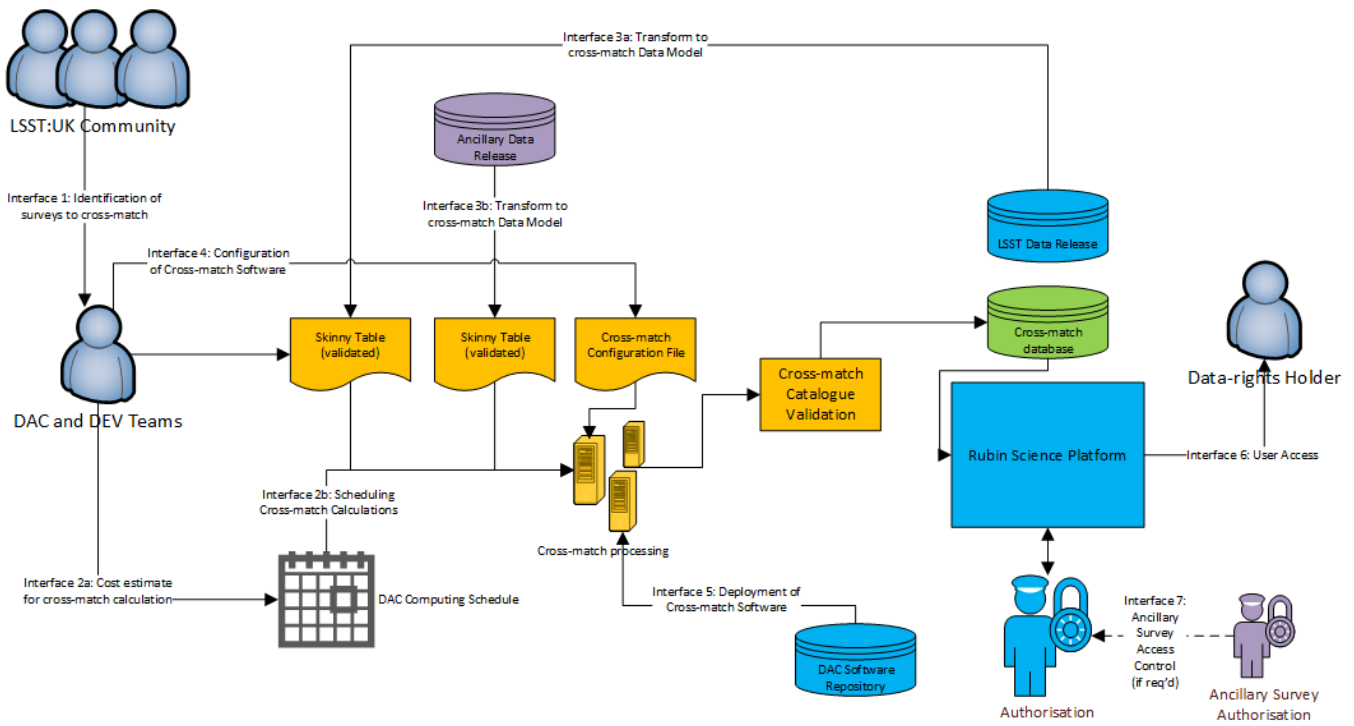 Interface 3a: Transform to
cross-match Data Model
LSST:UK Community
Ancillary Data
Release
Interface 1: Identification of
surveys to cross-match
Interface 3b: Transform to
cross-match Data Model
LSST Data Release
Interface 4: Configuration
of Cross-match Software
Skinny Table
(validated)
Skinny Table
(validated)
Cross-match
Configuration File
Cross-match
database
Cross-match
Catalogue
Validation
Data-rights Holder
DAC and DEV Teams
Rubin Science Platform
Interface 6: User Access
Interface 2b: Scheduling
Cross-match Calculations
Cross-match processing
Interface 2a: Cost estimate
for cross-match calculation
DAC Computing Schedule
Interface 5: Deployment of
Cross-match Software
Interface 7:
Ancillary
Survey
Access
Control
(if req'd)
DAC Software
Repository
Authorisation
Ancillary Survey
Authorisation